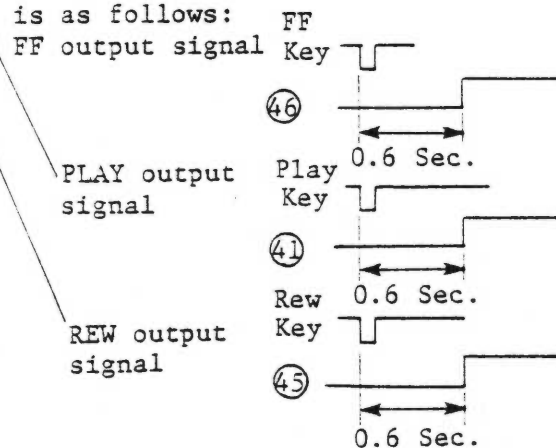 is as follows:
FF output signal
FF
Key
46
0.6 Sec.
PLAY output
signal
Play
Key
41
0.6 Sec.
REW output
signal
Rew
Key
45
0.6 Sec.